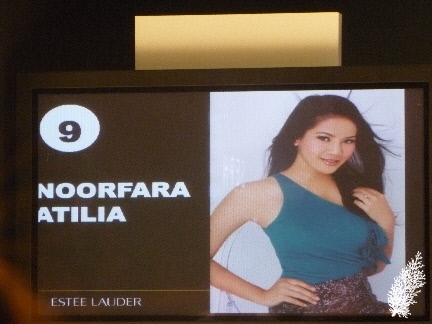 9
NOORFARA
ATILIA
ESTEE LAUDER